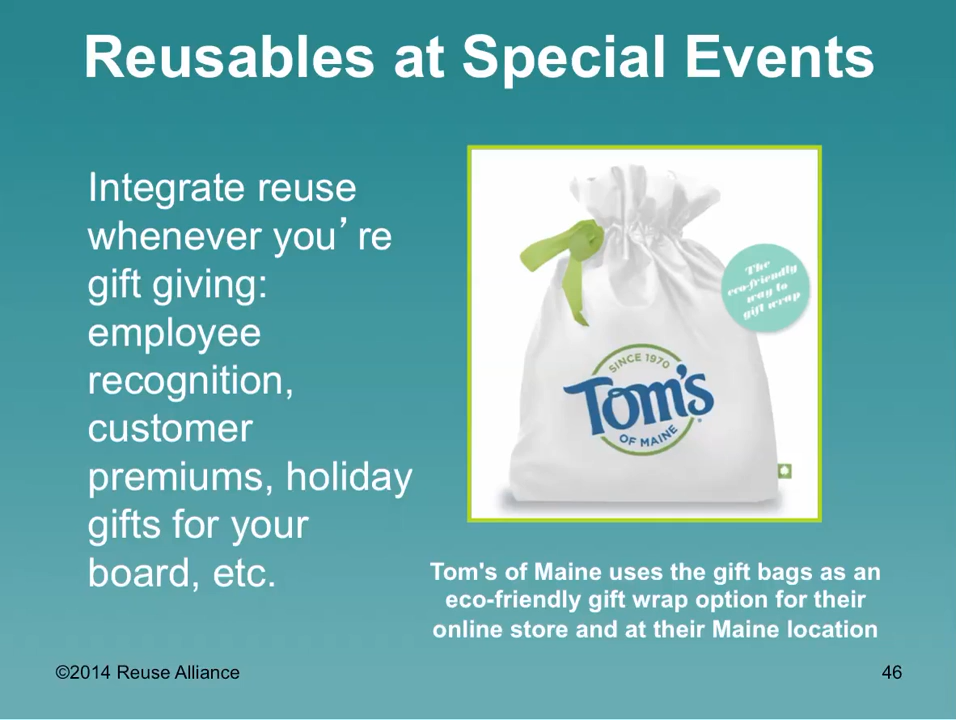 Reusables at Special Events
Integrate reuse
whenever you’re
gift giving:
employee
recognition,
customer
premiums, holiday
gifts for your
board, etc.
The
eco-friendly
way to
gift wrap
SINCE 1970
Tom's
OF MAINE
Tom's of Maine uses the gift bags as an
eco-friendly gift wrap option for their
online store and at their Maine location
©2014 Reuse Alliance
46